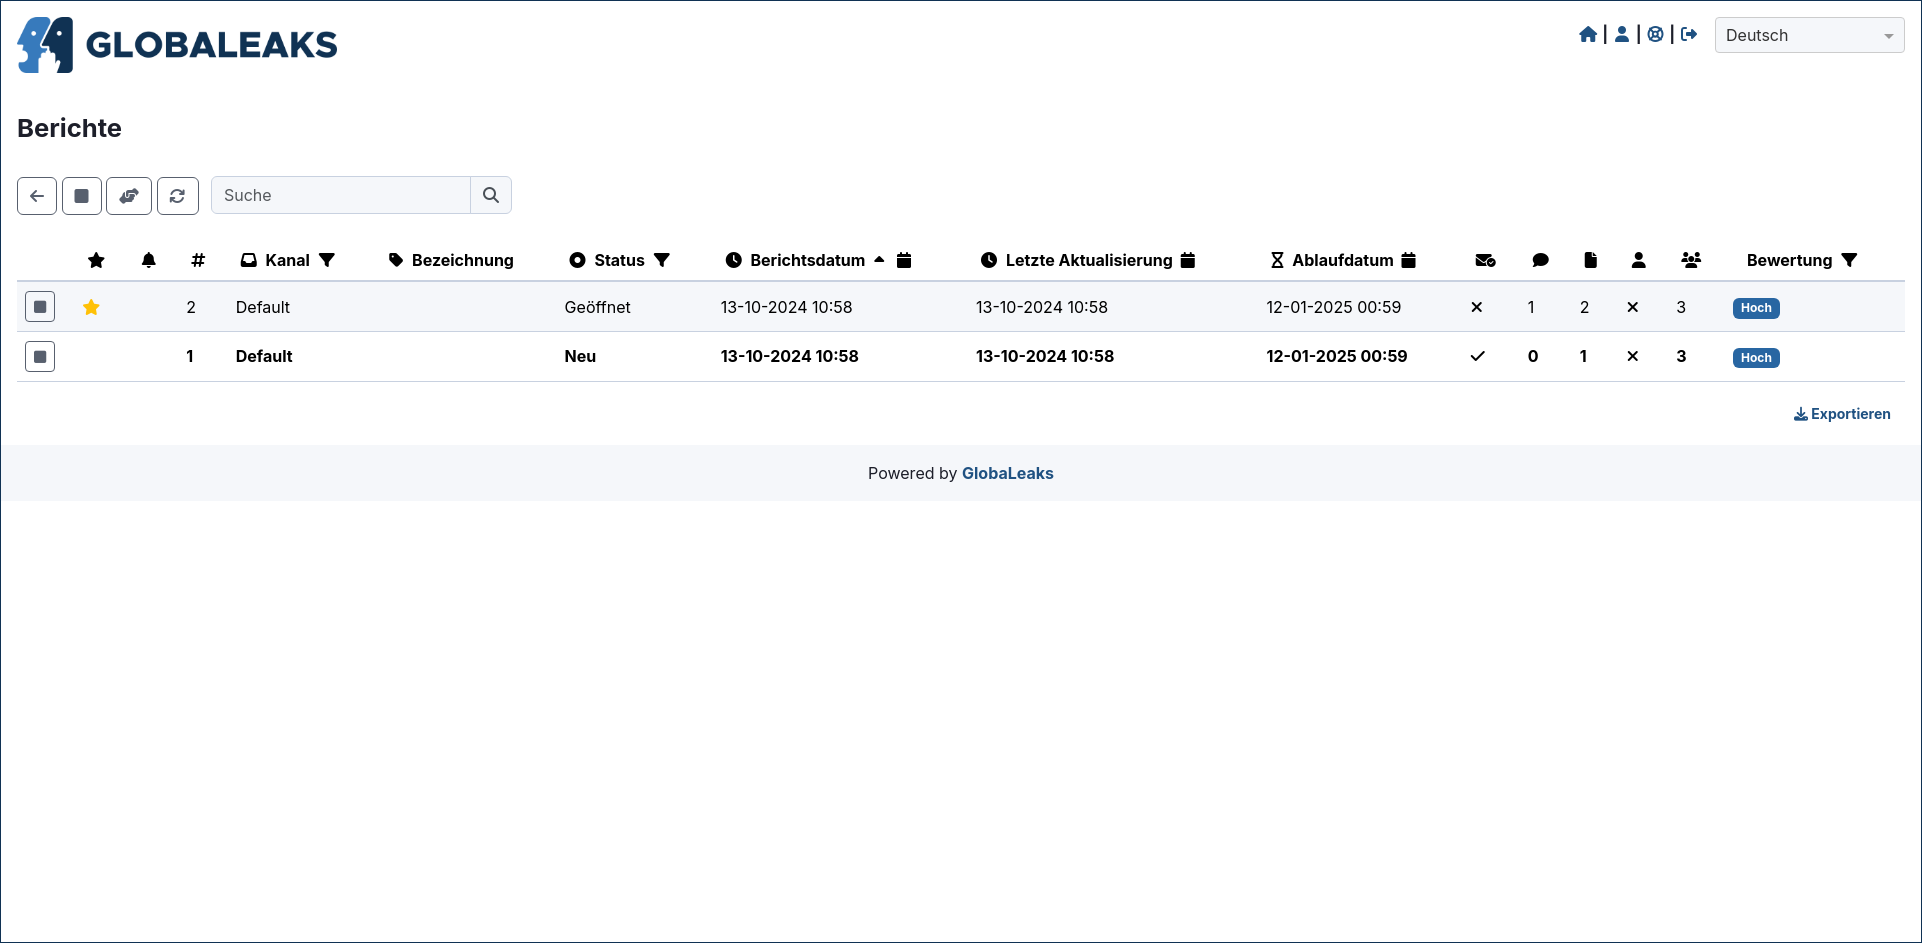 GLOBALEAKS
| | | Deutsch
Berichte
Suche
# Kanal Bezeichnung Status Berichtsdatum Letzte Aktualisierung Ablaufdatum Bewertung
2 Default Geöffnet 13-10-2024 10:58 13-10-2024 10:58 12-01-2025 00:59 1 2 3 Hoch
1 Default Neu 13-10-2024 10:58 13-10-2024 10:58 12-01-2025 00:59 0 1 3 Hoch
Exportieren
Powered by GlobaLeaks